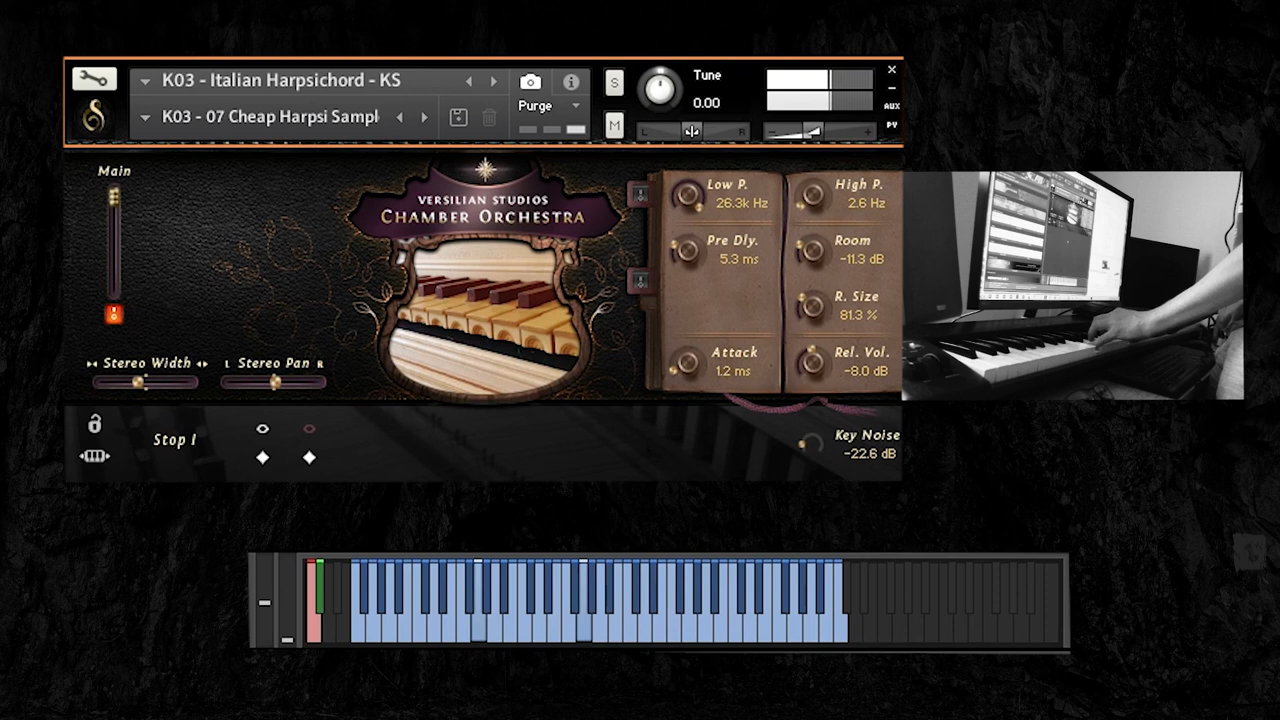 K03 - Italian Harpsichord - KS
K03 - 07 Cheap Harpsi Sampl
Purge
S
M
Tune
0.00
L R
AUX
PV
Main
VERSILIAN STUDIOS
CHAMBER ORCHESTRA
Low P.
26.3k Hz
High P.
2.6 Hz
Pre Dly.
5.3 ms
Room
-11.3 dB
R. Size
81.3 %
Attack
1.2 ms
Rel. Vol.
-8.0 dB
Stereo Width
L Stereo Pan R
Stop I
Key Noise
-22.6 dB